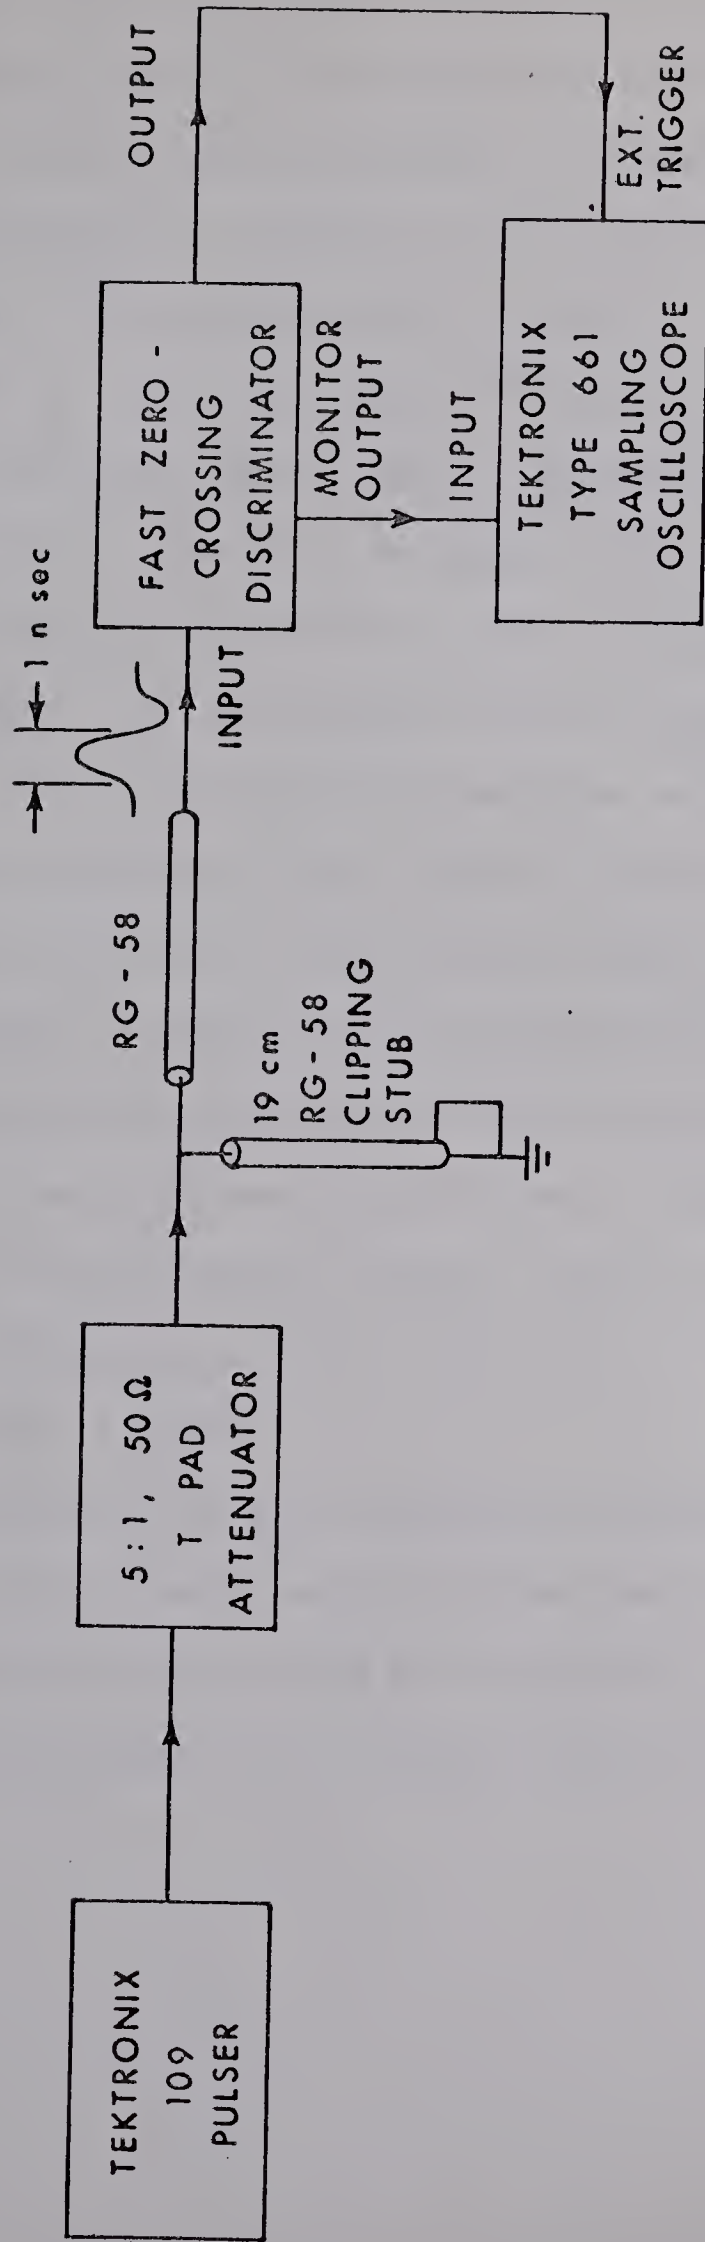 TEKTRONIX
109
PULSER
5:1, 50Ω
T PAD
ATTENUATOR
RG-58
19 cm
RG-58
CLIPPING
STUB
1 n sec
INPUT
FAST ZERO-
CROSSING
DISCRIMINATOR
OUTPUT
MONITOR
OUTPUT
INPUT
TEKTRONIX
TYPE 661
SAMPLING
OSCILLOSCOPE
EXT.
TRIGGER